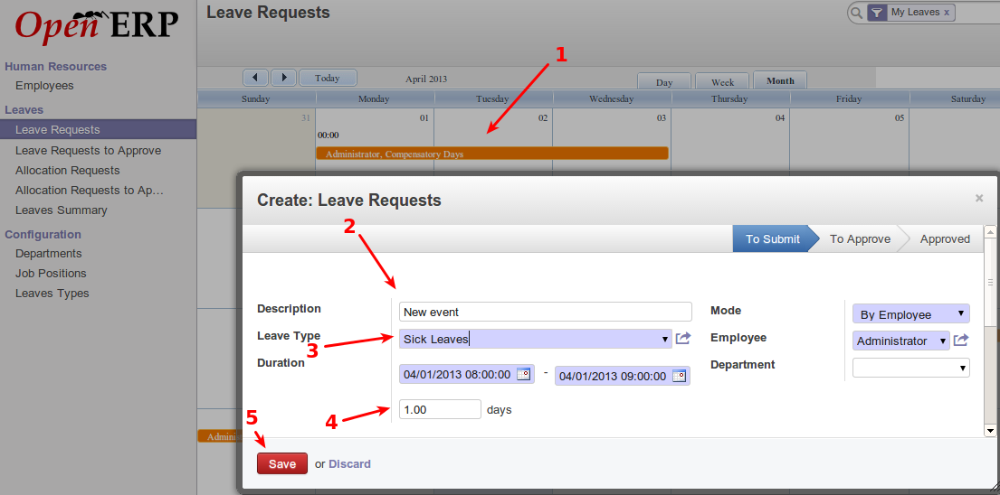 Open ERP
Leave Requests
My Leaves x
Human Resources
Employees
Leaves
Leave Requests
Leave Requests to Approve
Allocation Requests
Allocation Requests to Ap...
Leaves Summary
Configuration
Departments
Job Positions
Leaves Types
Today
April 2013
Day
Week
Month
1
Sunday
Monday
Tuesday
Wednesday
Thursday
Friday
Saturday
31
01
02
03
04
05
00:00
Administrator, Compensatory Days
Create: Leave Requests
×
2
To Submit
To Approve
Approved
Description
New event
Mode
By Employee
Leave Type
Sick Leaves
Employee
Administrator
3
Duration
04/01/2013 08:00:00 - 04/01/2013 09:00:00
Department
4
1.00 days
5
Adminis
Save or Discard